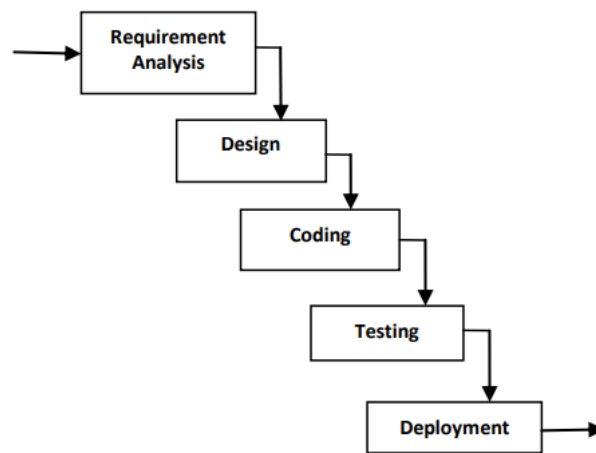 Requirement
Analysis
Design
Coding
Testing
Deployment